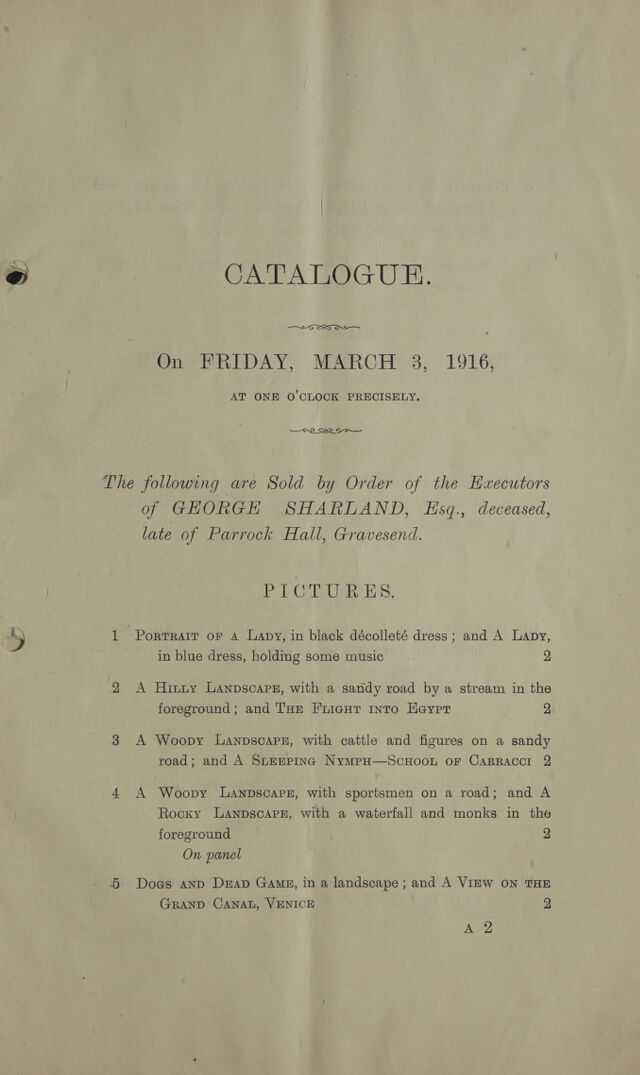 CATALOGUE.
On FRIDAY, MARCH 3, 1916,
AT ONE O'CLOCK PRECISELY.
The following are Sold by Order of the Executors
of GEORGE SHARLAND, Esq., deceased,
late of Parrock Hall, Gravesend.
PICTURES.
1 Portrait of a Lady, in black décolleté dress; and A Lady,
in blue dress, holding some music 2
2 A Hilly Landscape, with a sandy road by a stream in the
foreground; and The Flight into Egypt 2
3 A Woody Landscape, with cattle and figures on a sandy
road; and A Sleeping Nymph—School of Carracci 2
4 A Woody Landscape, with sportsmen on a road; and A
Rocky Landscape, with a waterfall and monks in the
foreground 2
On panel
5 Dogs and Dead Game, in a landscape; and A View on the
Grand Canal, Venice 2
A 2